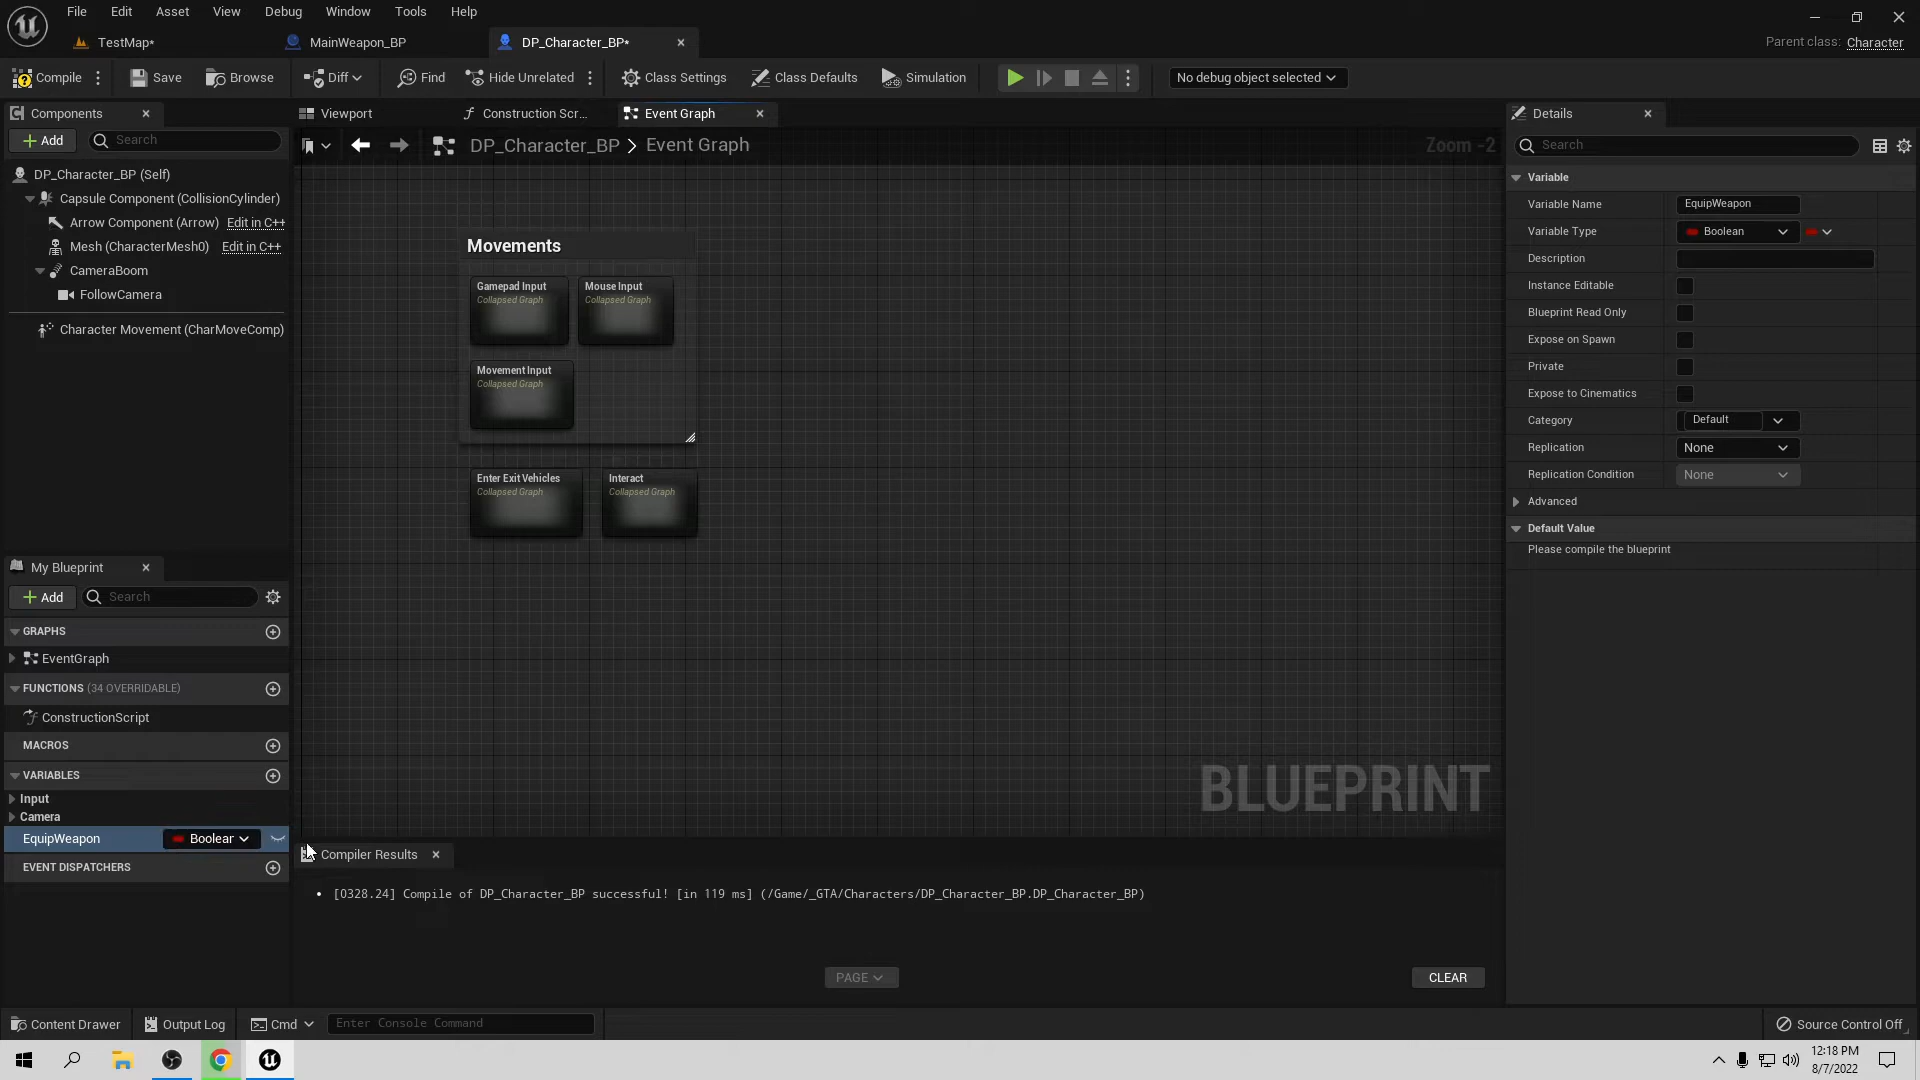 File Edit Asset View Debug Window Tools Help
TestMap* MainWeapon_BP DP_Character_BP*
Parent class: Character
Compile Save Browse Diff Find Hide Unrelated Class Settings Class Defaults Simulation No debug object selected
Components
Add Search
DP_Character_BP (Self)
Capsule Component (CollisionCylinder)
Arrow Component (Arrow) Edit in C++
Mesh (CharacterMesh0) Edit in C++
CameraBoom
FollowCamera
Character Movement (CharMoveComp)
My Blueprint
Add Search
GRAPHS
EventGraph
FUNCTIONS (34 OVERRIDABLE)
ConstructionScript
MACROS
VARIABLES
Input
Camera
EquipWeapon Boolear
EVENT DISPATCHERS
Viewport Construction Scr... Event Graph
DP_Character_BP > Event Graph
Zoom -2
Movements
Gamepad Input
Collapsed Graph
Mouse Input
Collapsed Graph
Movement Input
Collapsed Graph
Enter Exit Vehicles
Collapsed Graph
Interact
Collapsed Graph
BLUEPRINT
Compiler Results
[0328.24] Compile of DP_Character_BP successful! [in 119 ms] (/Game/_GTA/Characters/DP_Character_BP.DP_Character_BP)
PAGE
CLEAR
Details
Search
Variable
Variable Name EquipWeapon
Variable Type Boolean
Description
Instance Editable
Blueprint Read Only
Expose on Spawn
Private
Expose to Cinematics
Category Default
Replication None
Replication Condition None
Advanced
Default Value
Please compile the blueprint
Content Drawer Output Log Cmd Enter Console Command
Source Control Off
12:18 PM
8/7/2022